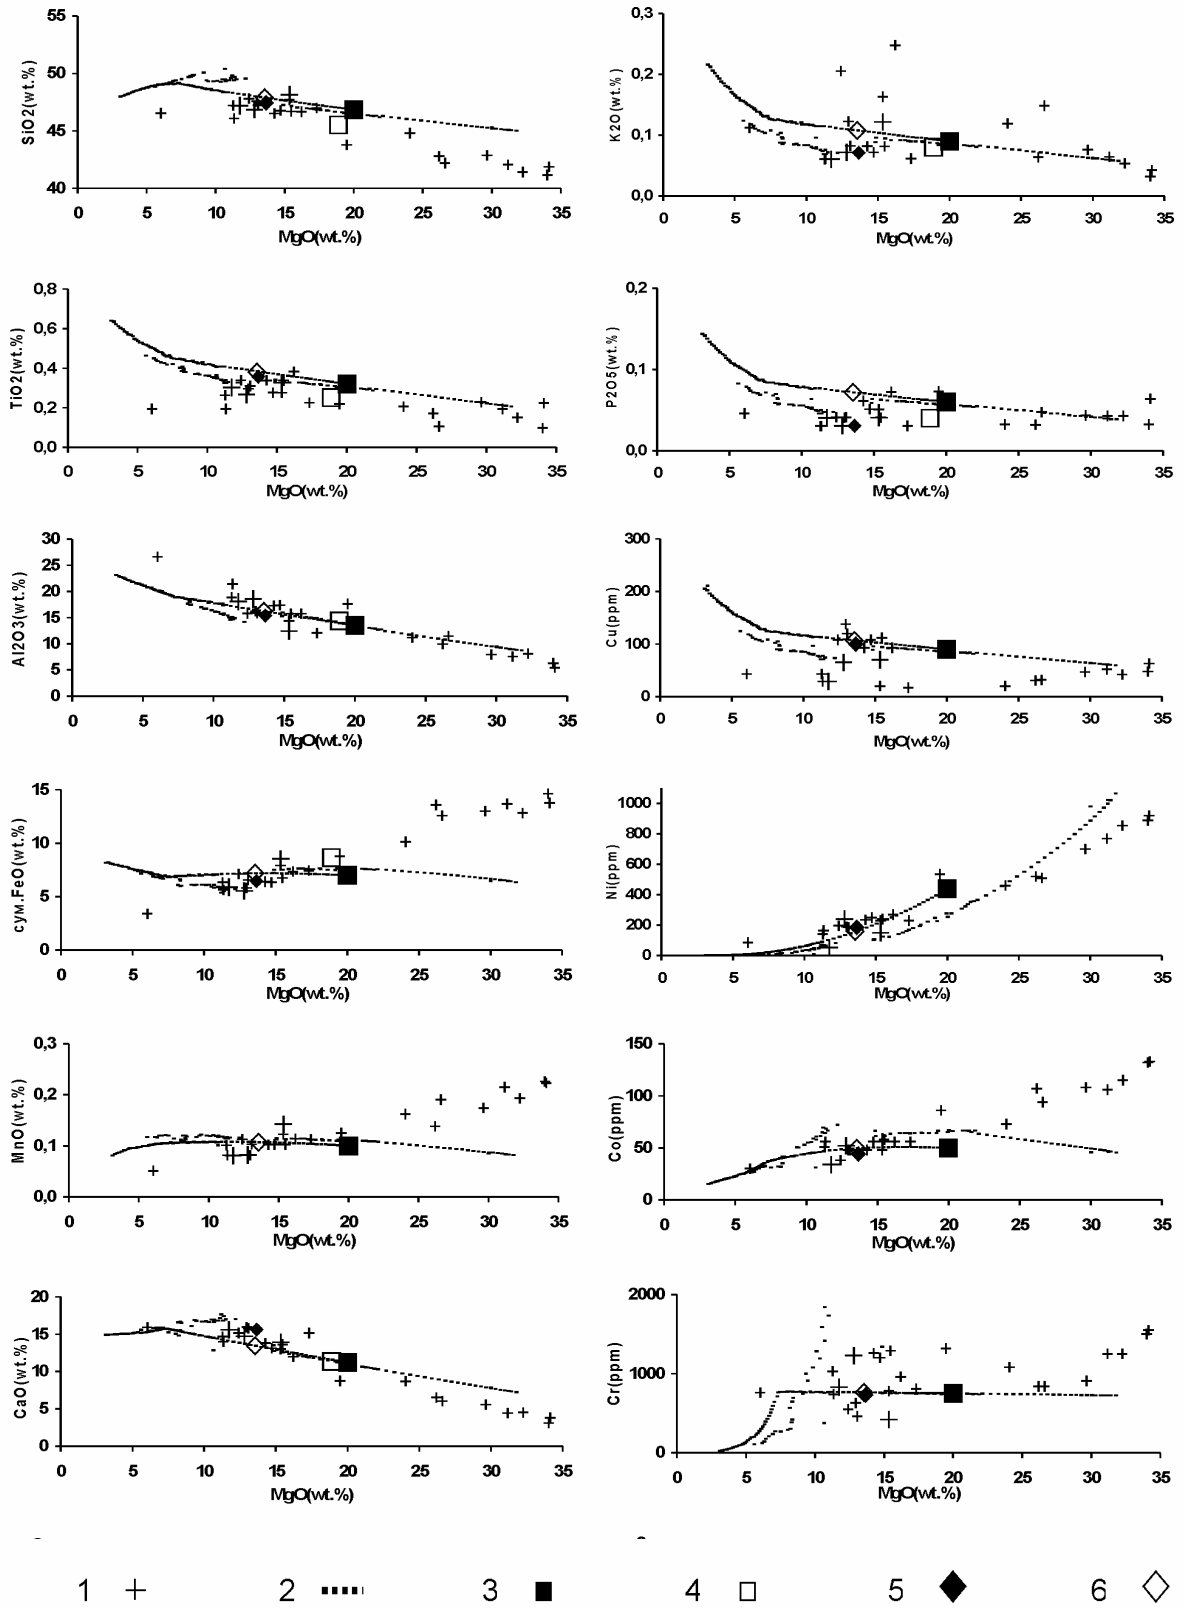 55
50
45
40
SiO2(wt.%)
0 5 10 15 20 25 30 35
MgO(wt.%)
0,3
0,2
0,1
0,0
K2O(wt.%)
0 5 10 15 20 25 30 35
MgO(wt.%)
0,8
0,6
0,4
0,2
0,0
TiO2(wt.%)
0 5 10 15 20 25 30 35
MgO(wt.%)
0,2
0,1
0,0
P2O5(wt.%)
0 5 10 15 20 25 30 35
MgO(wt.%)
30
25
20
15
10
5
0
Al2O3(wt.%)
0 5 10 15 20 25 30 35
MgO(wt.%)
300
200
100
0
Cu(ppm)
0 5 10 15 20 25 30 35
MgO(wt.%)
15
10
5
0
сум.FeO(wt.%)
0 5 10 15 20 25 30 35
MgO(wt.%)
1000
800
600
400
200
0
Ni(ppm)
0 5 10 15 20 25 30 35
MgO(wt.%)
0,3
0,2
0,1
0,0
MnO(wt.%)
0 5 10 15 20 25 30 35
MgO(wt.%)
150
100
50
0
Co(ppm)
0 5 10 15 20 25 30 35
MgO(wt.%)
20
15
10
5
0
CaO(wt.%)
0 5 10 15 20 25 30 35
MgO(wt.%)
2000
1000
0
Cr(ppm)
0 5 10 15 20 25 30 35
MgO(wt.%)
1 2 3 4 5 6